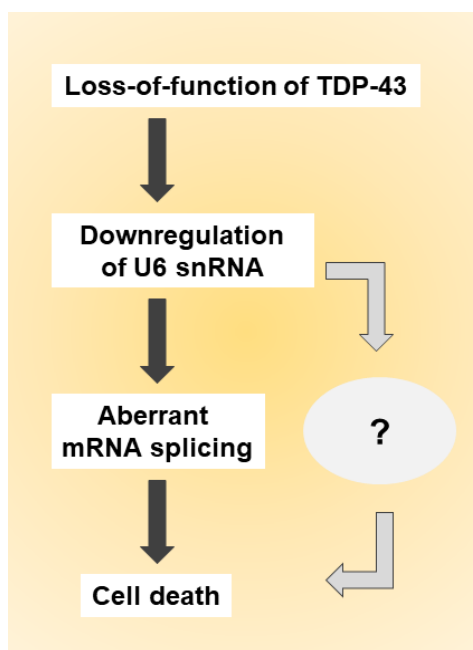 Loss-of-function of TDP-43
Downregulation
of U6 snRNA
Aberrant
mRNA splicing
?
Cell death